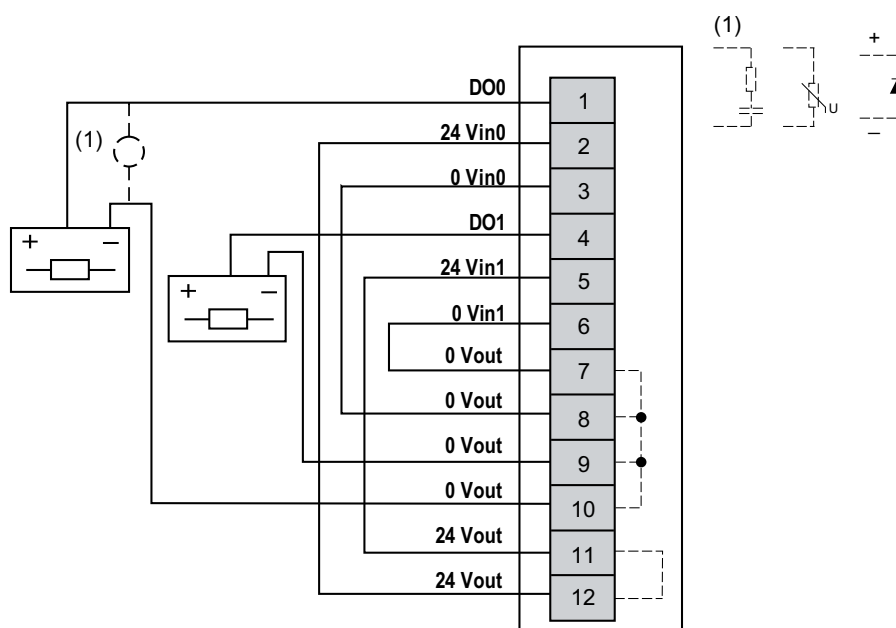 (1)
+
U
–
DO0
1
24 Vin0
2
(1)
0 Vin0
3
DO1
4
+ –
24 Vin1
5
+ –
0 Vin1
6
0 Vout
7
0 Vout
8
0 Vout
9
0 Vout
10
24 Vout
11
24 Vout
12